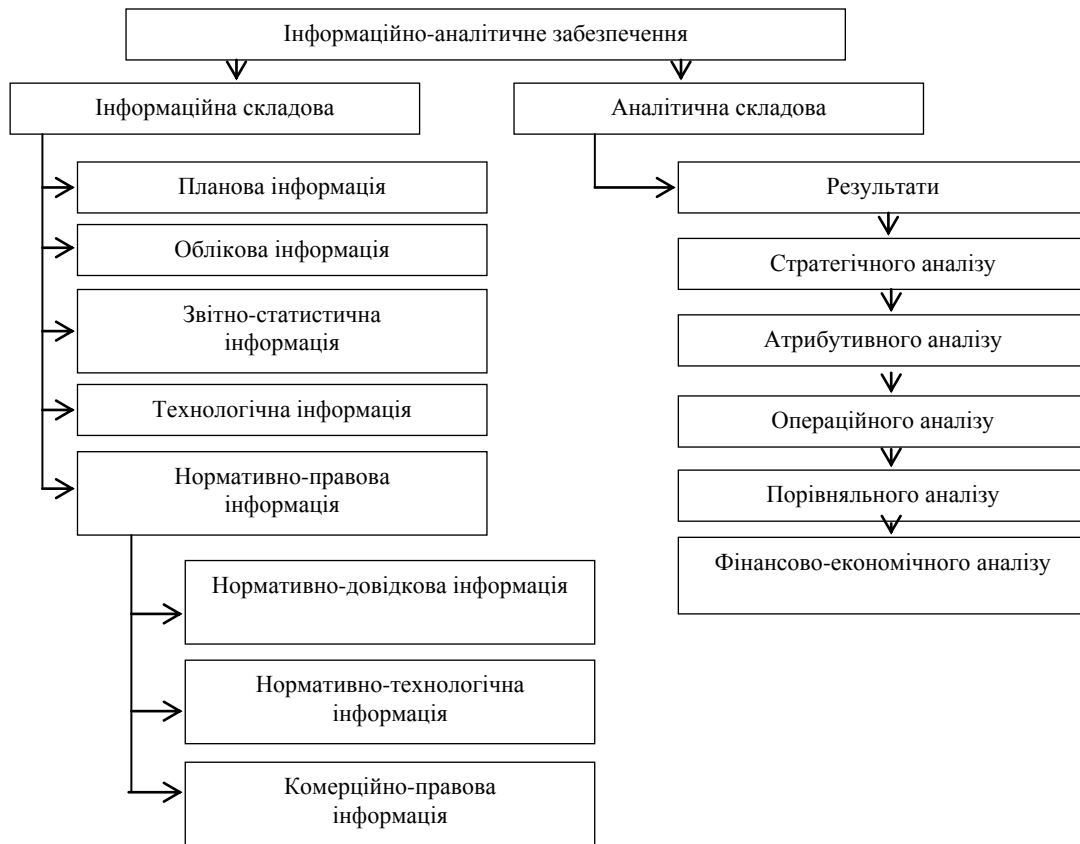 Інформаційно-аналітичне забезпечення
Інформаційна складова
Аналітична складова
Планова інформація
Облікова інформація
Звітно-статистична
інформація
Технологічна інформація
Нормативно-правова
інформація
Нормативно-довідкова інформація
Нормативно-технологічна
інформація
Комерційно-правова
інформація
Результати
Стратегічного аналізу
Атрибутивного аналізу
Операційного аналізу
Порівняльного аналізу
Фінансово-економічного аналізу